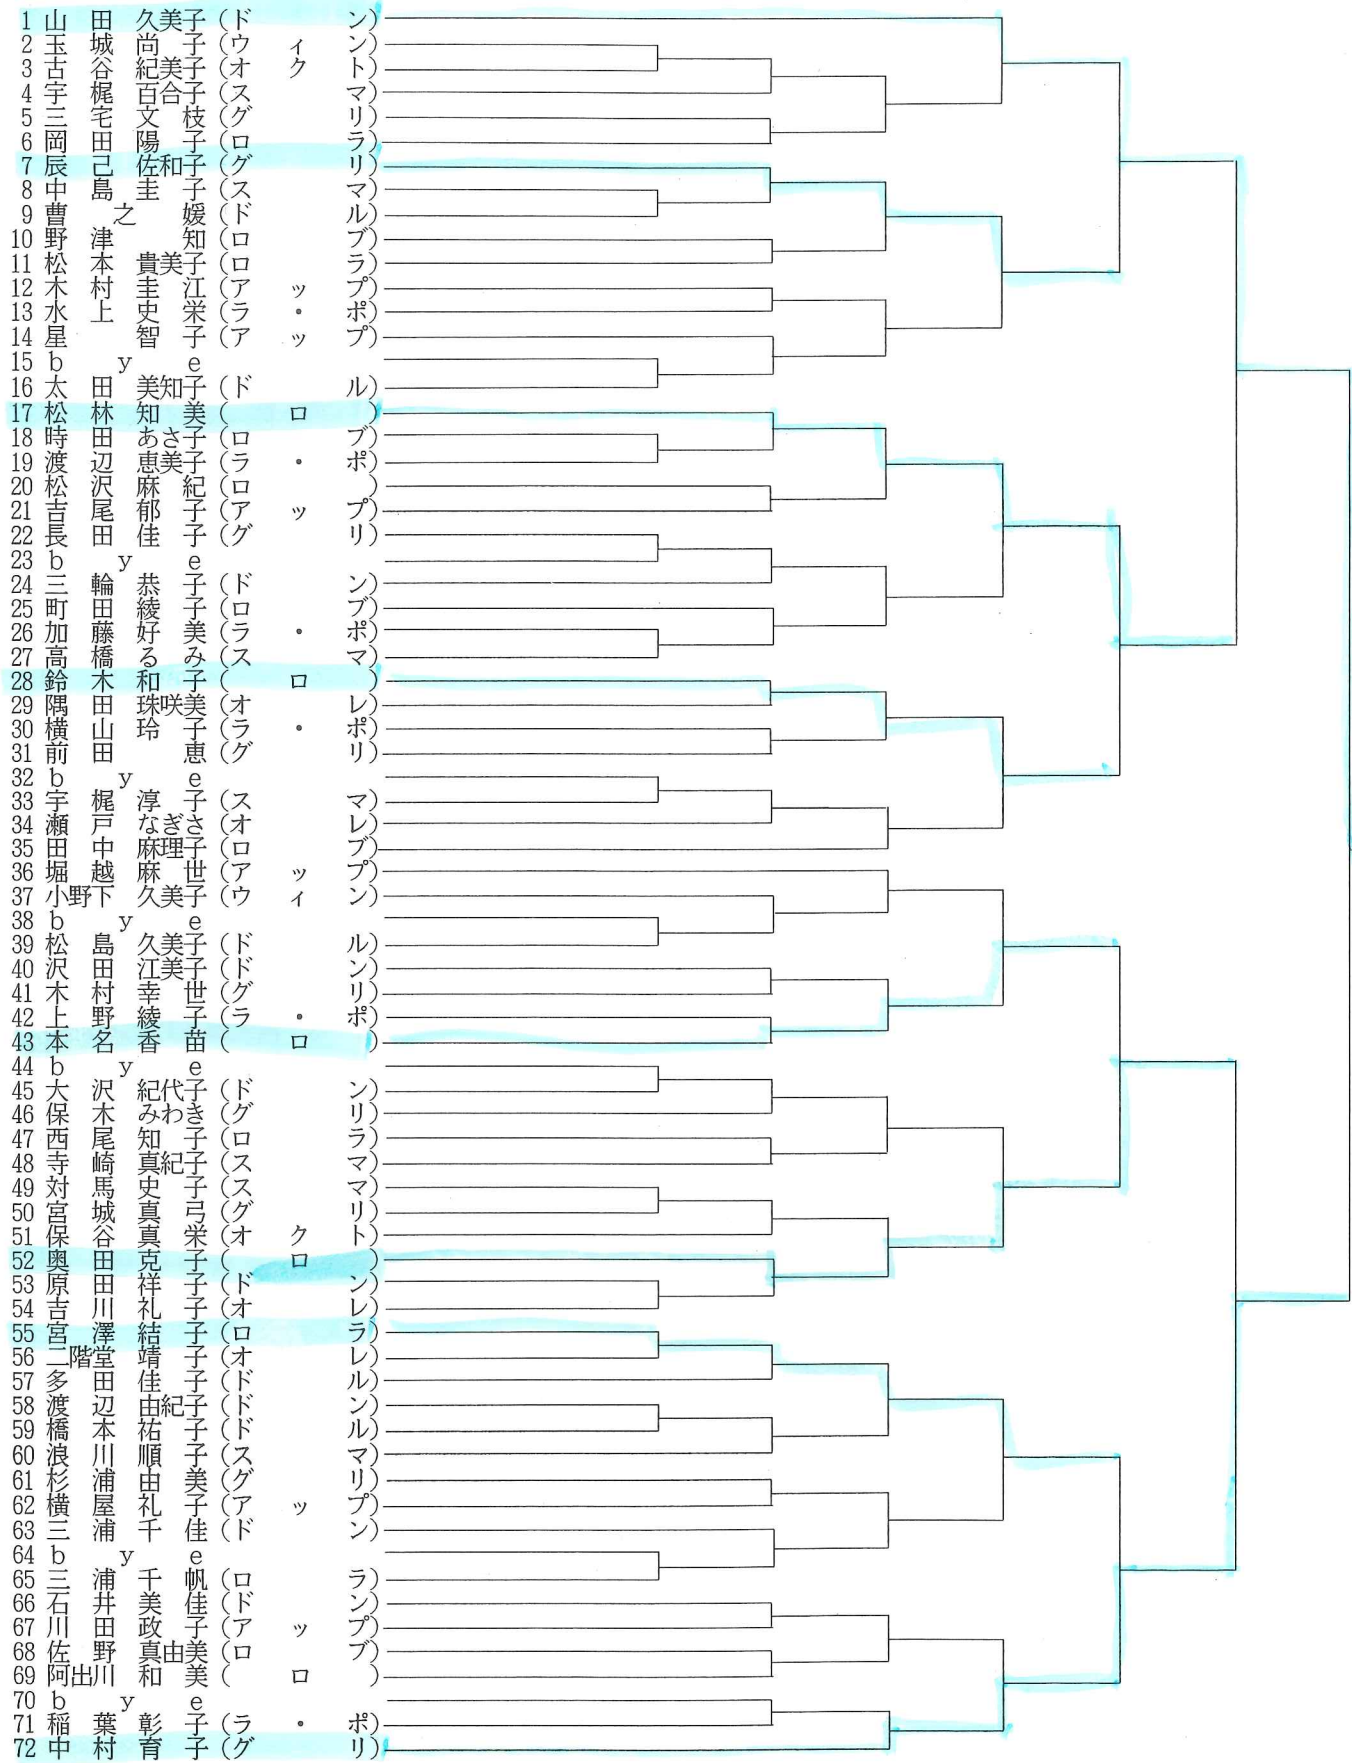 1 山田 久美子(ドン)
2 玉城 尚子(ウィン)
3 古谷 紀美子(オクト)
4 宇梶 百合子(スマ)
5 三宅 文枝(グリ)
6 岡田 陽子(ロラ)
7 辰己 佐和子(グリ)
8 中島 圭子(スマ)
9 曹 之媛(ドル)
10 野津 知(ロブ)
11 松本 貴美子(ロラ)
12 木村 圭江(アップ)
13 水上 史栄(ラ・ポ)
14 星 智子(アップ)
15 bye
16 太田 美知子(ドル)
17 松林 知美(ロ)
18 時田 あさ子(ロブ)
19 渡辺 恵美子(ラ・ポ)
20 松沢 麻紀(ロ)
21 吉尾 郁子(アップ)
22 長田 佳子(グリ)
23 bye
24 三輪 恭子(ドン)
25 町田 綾子(ロブ)
26 加藤 好美(ラ・ポ)
27 高橋 るみ(スマ)
28 鈴木 和子(ロ)
29 隅田 珠咲美(オレ)
30 横山 玲子(ラ・ポ)
31 前田 恵(グリ)
32 bye
33 宇梶 淳子(スマ)
34 瀬戸 なぎさ(オレ)
35 田中 麻理子(ロブ)
36 堀越 麻世(アップ)
37 小野下 久美子(ウィン)
38 bye
39 松島 久美子(ドル)
40 沢田 江美子(ドン)
41 木村 幸世(グリ)
42 上野 綾子(ラ・ポ)
43 本名 香苗(ロ)
44 bye
45 大沢 紀代子(ドン)
46 保木 みわき(グリ)
47 西尾 知子(ロラ)
48 寺崎 真紀子(スマ)
49 対馬 史子(スマ)
50 宮城 真弓(グリ)
51 保谷 真栄(オクト)
52 奥田 克子(ロ)
53 原田 祥子(ドン)
54 吉川 礼子(オレ)
55 宮澤 結子(ロラ)
56 二階堂 靖子(オレ)
57 多田 佳子(ドル)
58 渡辺 由紀子(ドン)
59 橋本 祐子(ドル)
60 浪川 順子(スマ)
61 杉浦 由美(グリ)
62 横屋 礼子(アップ)
63 三浦 千佳(ドン)
64 bye
65 三浦 千帆(ロラ)
66 石井 美佳(ドン)
67 川田 政子(アップ)
68 佐野 真由美(ロブ)
69 阿出川 和美(ロ)
70 bye
71 稲葉 彰子(ラ・ポ)
72 中村 育子(グリ)